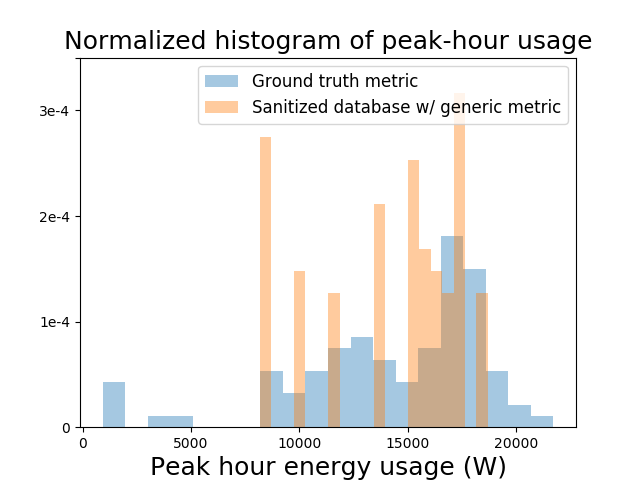 Normalized histogram of peak-hour usage
Ground truth metric
Sanitized database w/ generic metric
3e-4
2e-4
1e-4
0
0 5000 10000 15000 20000
Peak hour energy usage (W)